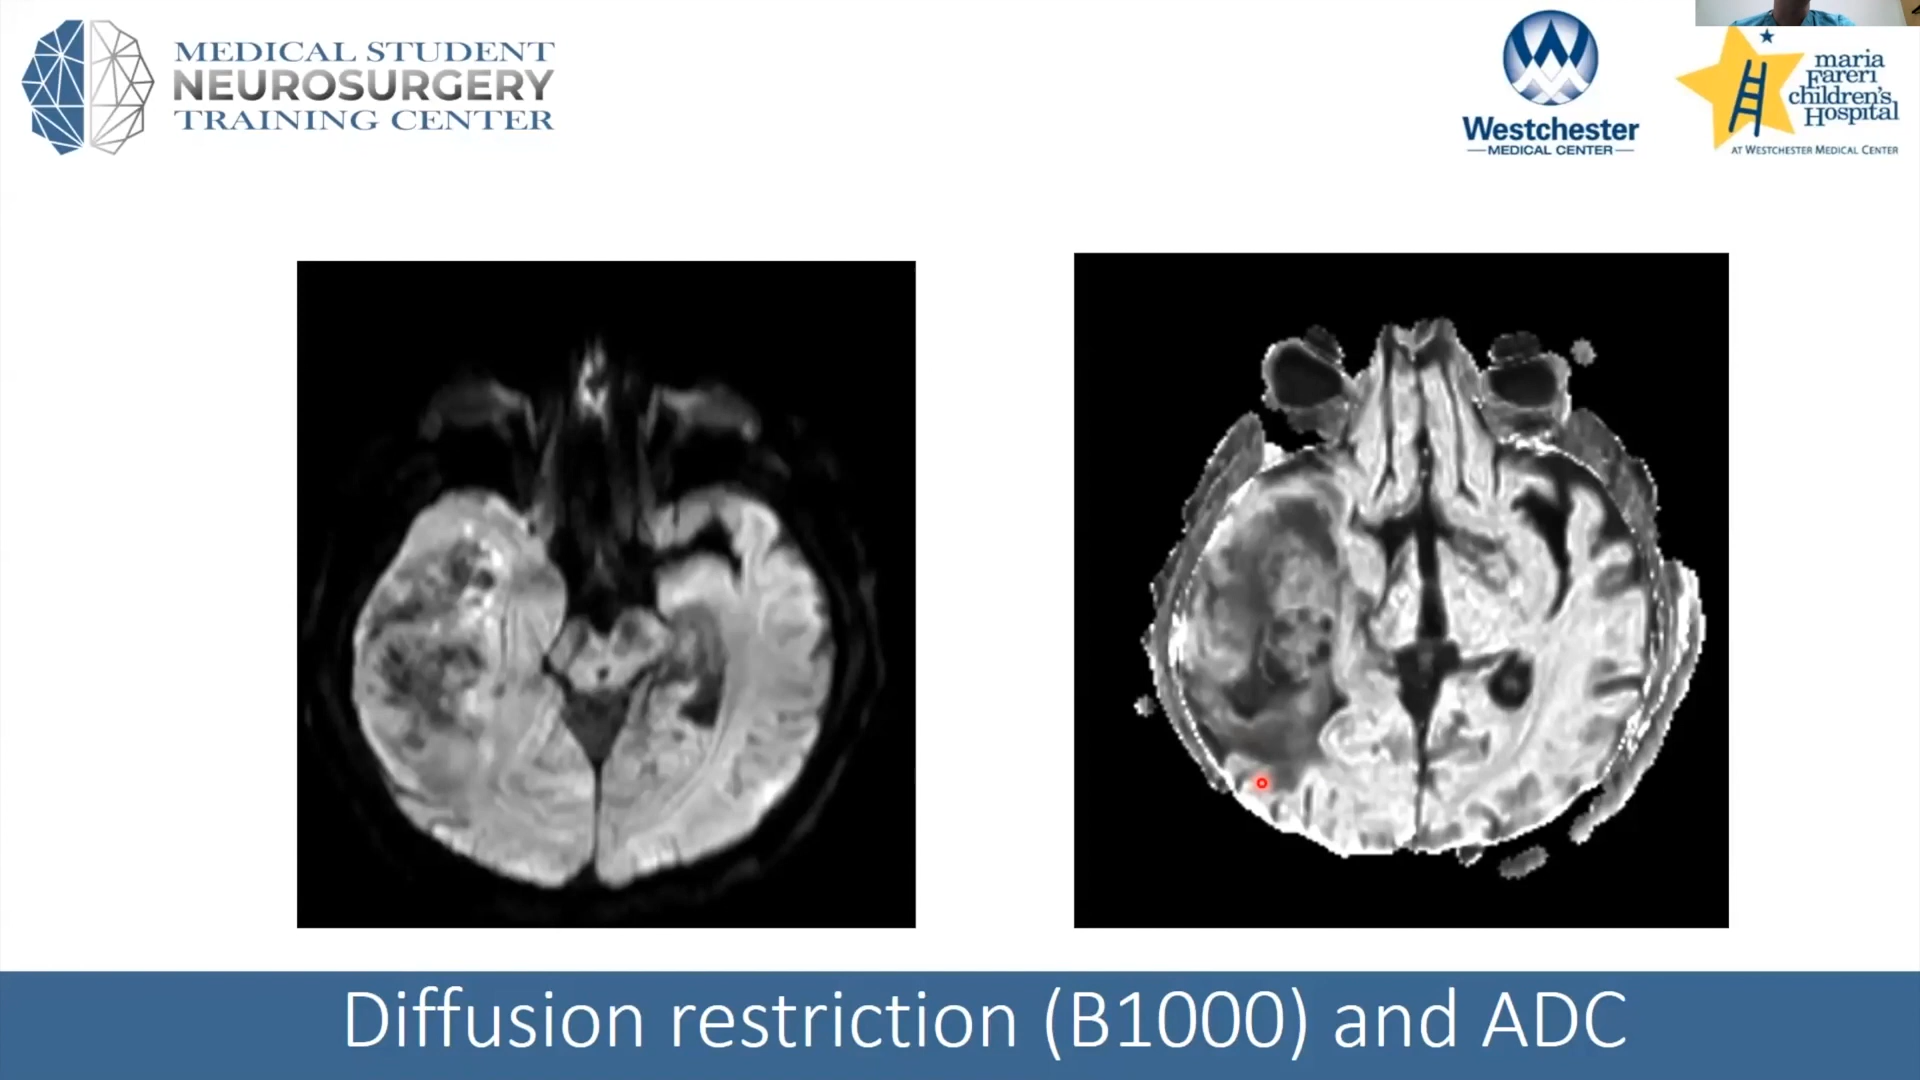 MEDICAL STUDENT
NEUROSURGERY
TRAINING CENTER
Westchester
MEDICAL CENTER
maria
Fareri
children's
Hospital
AT WESTCHESTER MEDICAL CENTER
Diffusion restriction (B1000) and ADC